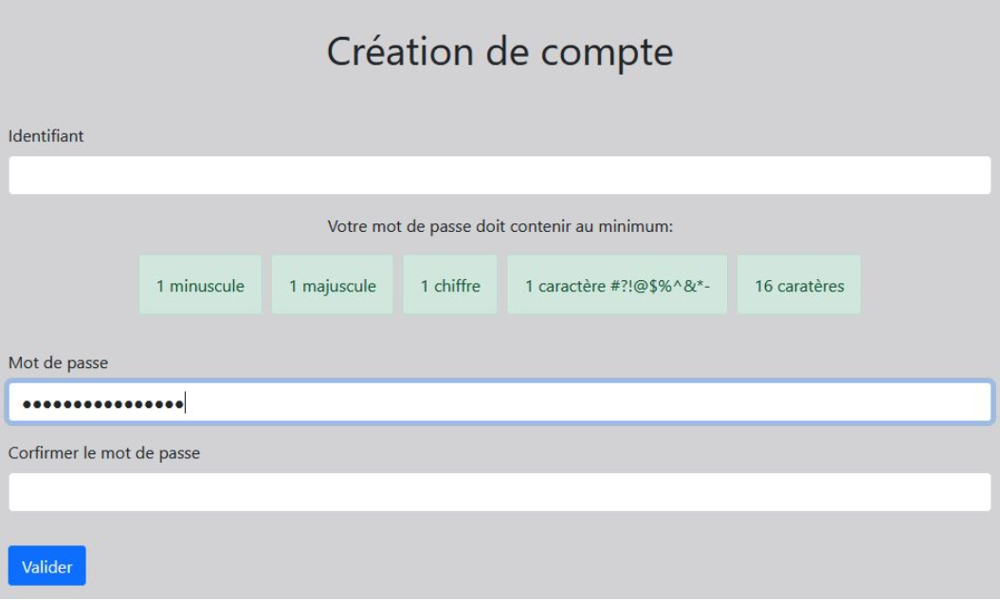 Création de compte
Identifiant
Votre mot de passe doit contenir au minimum:
1 minuscule 1 majuscule 1 chiffre 1 caractère #?!@$%^&*- 16 caratères
Mot de passe
••••••••••••••••
Corfirmer le mot de passe
Valider